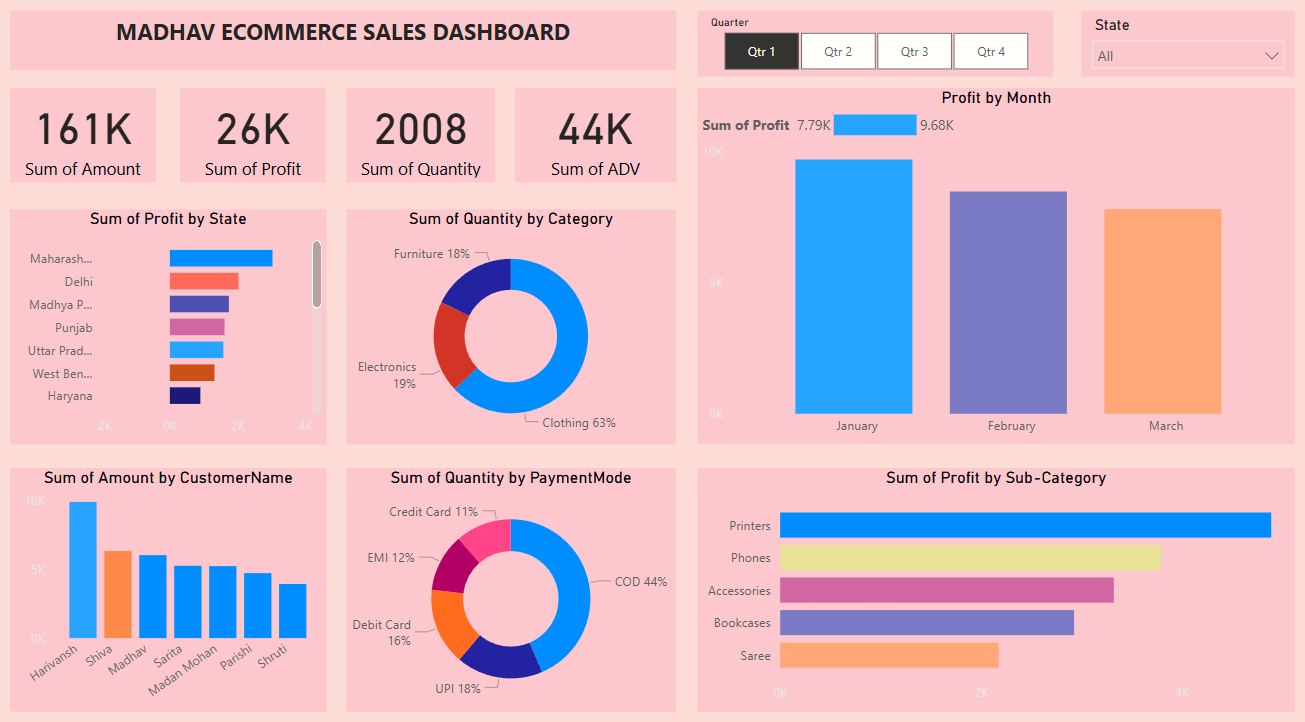 MADHAV ECOMMERCE SALES DASHBOARD
Quarter
Qtr 1
Qtr 2
Qtr 3
Qtr 4
State
All
161K
Sum of Amount
26K
Sum of Profit
2008
Sum of Quantity
44K
Sum of ADV
Profit by Month
Sum of Profit 7.79K 9.68K
10K
5K
0K
January
February
March
Sum of Profit by State
Maharash...
Delhi
Madhya P...
Punjab
Uttar Prad...
West Ben...
Haryana
-2K
0K
2K
4K
Sum of Quantity by Category
Furniture 18%
Electronics
19%
Clothing 63%
Sum of Amount by CustomerName
10K
5K
0K
Harivansh
Shiva
Madhav
Sarita
Madan Mohan
Parishi
Shruti
Sum of Quantity by PaymentMode
Credit Card 11%
EMI 12%
COD 44%
Debit Card
16%
UPI 18%
Sum of Profit by Sub-Category
Printers
Phones
Accessories
Bookcases
Saree
0K
2K
4K